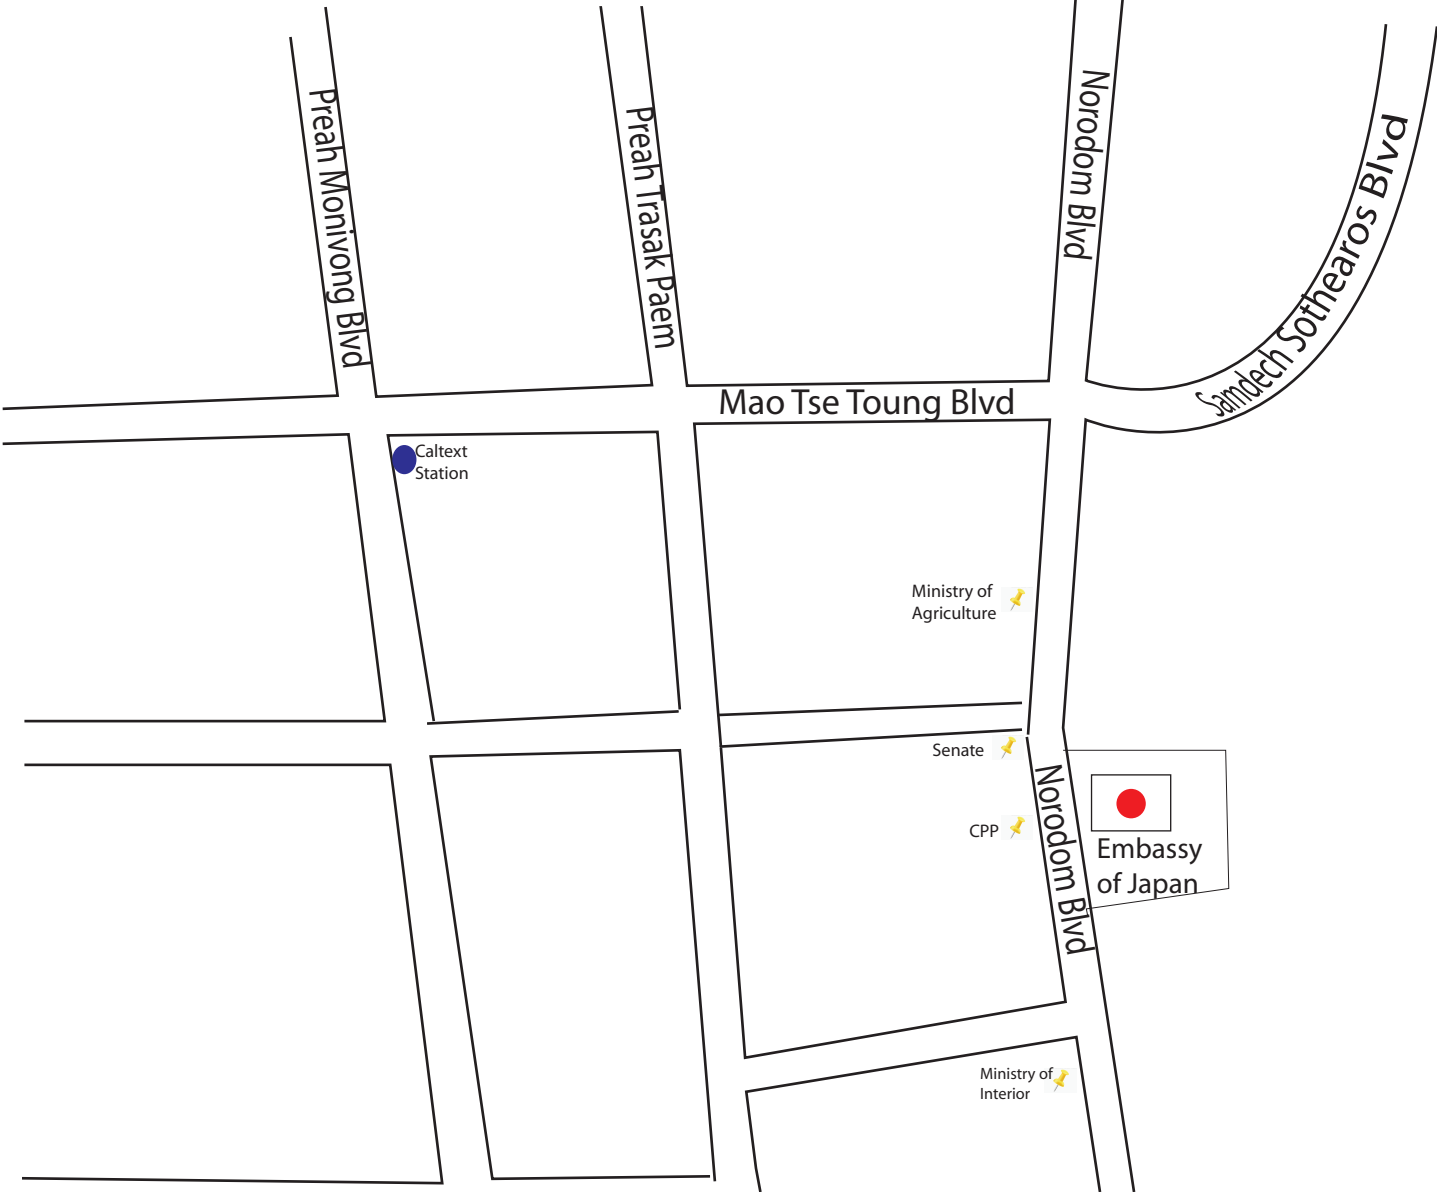 Preah Monivong Blvd
Preah Trasak Paem
Norodom Blvd
Samdech Sothearos Blvd
Mao Tse Toung Blvd
Caltext
Station
Ministry of
Agriculture
Senate
CPP
Norodom Blvd
Embassy
of Japan
Ministry of
Interior